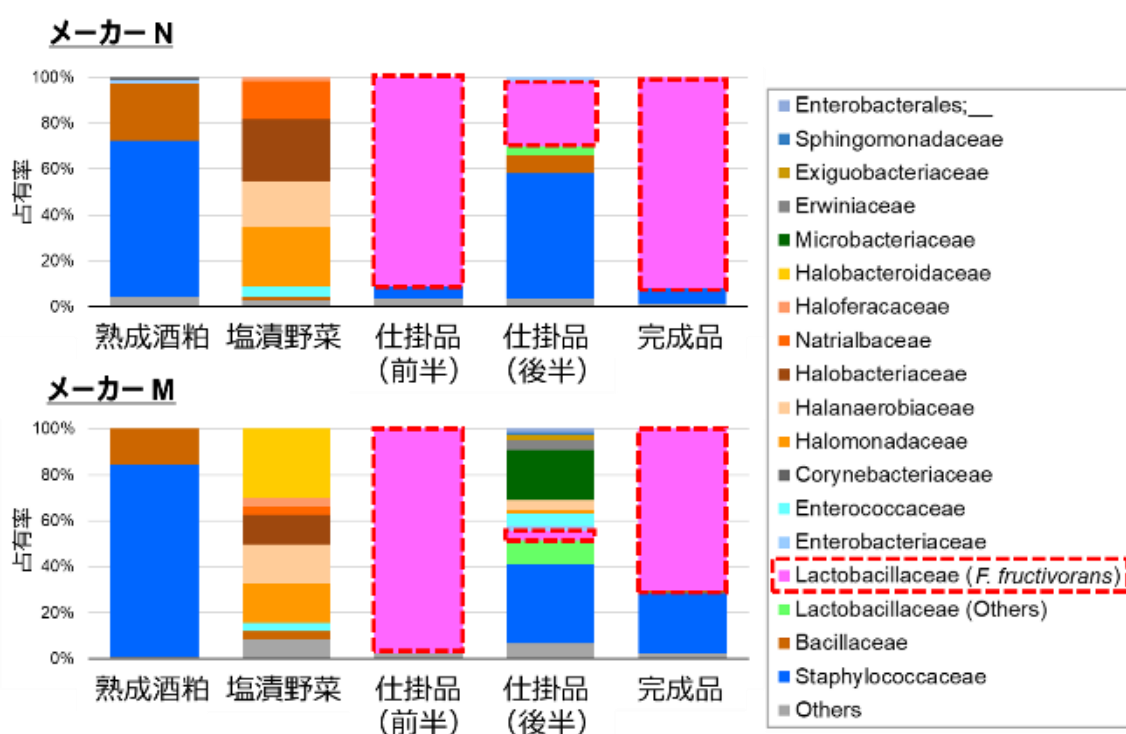 メーカー N
100%
80%
60%
40%
20%
0%
占有率
熟成酒粕 塩漬野菜 仕掛品 仕掛品 完成品
（前半） （後半）
メーカー M
100%
80%
60%
40%
20%
0%
占有率
熟成酒粕 塩漬野菜 仕掛品 仕掛品 完成品
（前半） （後半）
Enterobacterales;__
Sphingomonadaceae
Exiguobacteriaceae
Erwiniaceae
Microbacteriaceae
Halobacteroidaceae
Haloferacaceae
Natrialbaceae
Halobacteriaceae
Halanaerobiaceae
Halomonadaceae
Corynebacteriaceae
Enterococcaceae
Enterobacteriaceae
Lactobacillaceae (F. fructivorans)
Lactobacillaceae (Others)
Bacillaceae
Staphylococcaceae
Others